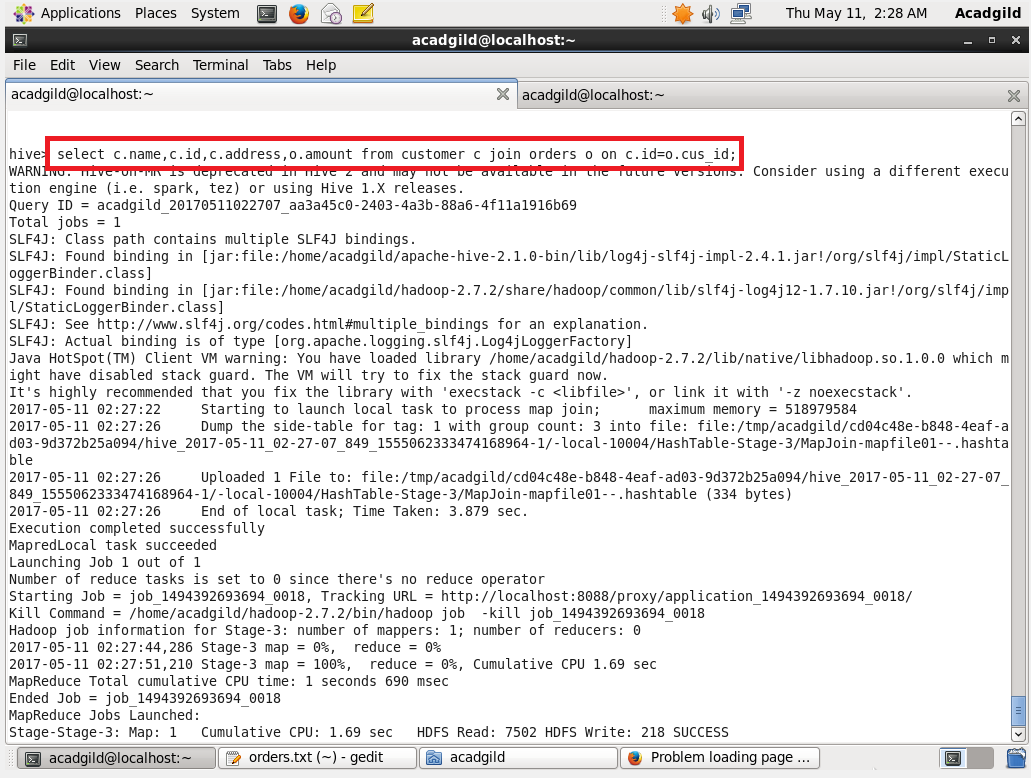 Applications Places System Thu May 11, 2:28 AM Acadgild
acadgild@localhost:~
File Edit View Search Terminal Tabs Help
acadgild@localhost:~ acadgild@localhost:~
hive> select c.name,c.id,c.address,o.amount from customer c join orders o on c.id=o.cus_id;
WARNING: Hive-on-MR is deprecated in Hive 2 and may not be available in the future versions. Consider using a different execu
tion engine (i.e. spark, tez) or using Hive 1.X releases.
Query ID = acadgild_20170511022707_aa3a45c0-2403-4a3b-88a6-4f11a1916b69
Total jobs = 1
SLF4J: Class path contains multiple SLF4J bindings.
SLF4J: Found binding in [jar:file:/home/acadgild/apache-hive-2.1.0-bin/lib/log4j-slf4j-impl-2.4.1.jar!/org/slf4j/impl/StaticL
oggerBinder.class]
SLF4J: Found binding in [jar:file:/home/acadgild/hadoop-2.7.2/share/hadoop/common/lib/slf4j-log4j12-1.7.10.jar!/org/slf4j/imp
l/StaticLoggerBinder.class]
SLF4J: See http://www.slf4j.org/codes.html#multiple_bindings for an explanation.
SLF4J: Actual binding is of type [org.apache.logging.slf4j.Log4jLoggerFactory]
Java HotSpot(TM) Client VM warning: You have loaded library /home/acadgild/hadoop-2.7.2/lib/native/libhadoop.so.1.0.0 which m
ight have disabled stack guard. The VM will try to fix the stack guard now.
It's highly recommended that you fix the library with 'execstack -c <libfile>', or link it with '-z noexecstack'.
2017-05-11 02:27:22 Starting to launch local task to process map join; maximum memory = 518979584
2017-05-11 02:27:26 Dump the side-table for tag: 1 with group count: 3 into file: file:/tmp/acadgild/cd04c48e-b848-4eaf-a
d03-9d372b25a094/hive_2017-05-11_02-27-07_849_1555062333474168964-1/-local-10004/HashTable-Stage-3/MapJoin-mapfile01--.hashta
ble
2017-05-11 02:27:26 Uploaded 1 File to: file:/tmp/acadgild/cd04c48e-b848-4eaf-ad03-9d372b25a094/hive_2017-05-11_02-27-07_
849_1555062333474168964-1/-local-10004/HashTable-Stage-3/MapJoin-mapfile01--.hashtable (334 bytes)
2017-05-11 02:27:26 End of local task; Time Taken: 3.879 sec.
Execution completed successfully
MapredLocal task succeeded
Launching Job 1 out of 1
Number of reduce tasks is set to 0 since there's no reduce operator
Starting Job = job_1494392693694_0018, Tracking URL = http://localhost:8088/proxy/application_1494392693694_0018/
Kill Command = /home/acadgild/hadoop-2.7.2/bin/hadoop job  -kill job_1494392693694_0018
Hadoop job information for Stage-3: number of mappers: 1; number of reducers: 0
2017-05-11 02:27:44,286 Stage-3 map = 0%,  reduce = 0%
2017-05-11 02:27:51,210 Stage-3 map = 100%,  reduce = 0%, Cumulative CPU 1.69 sec
MapReduce Total cumulative CPU time: 1 seconds 690 msec
Ended Job = job_1494392693694_0018
MapReduce Jobs Launched:
Stage-Stage-3: Map: 1   Cumulative CPU: 1.69 sec   HDFS Read: 7502 HDFS Write: 218 SUCCESS
acadgild@localhost:~ orders.txt (~) - gedit acadgild Problem loading page ...